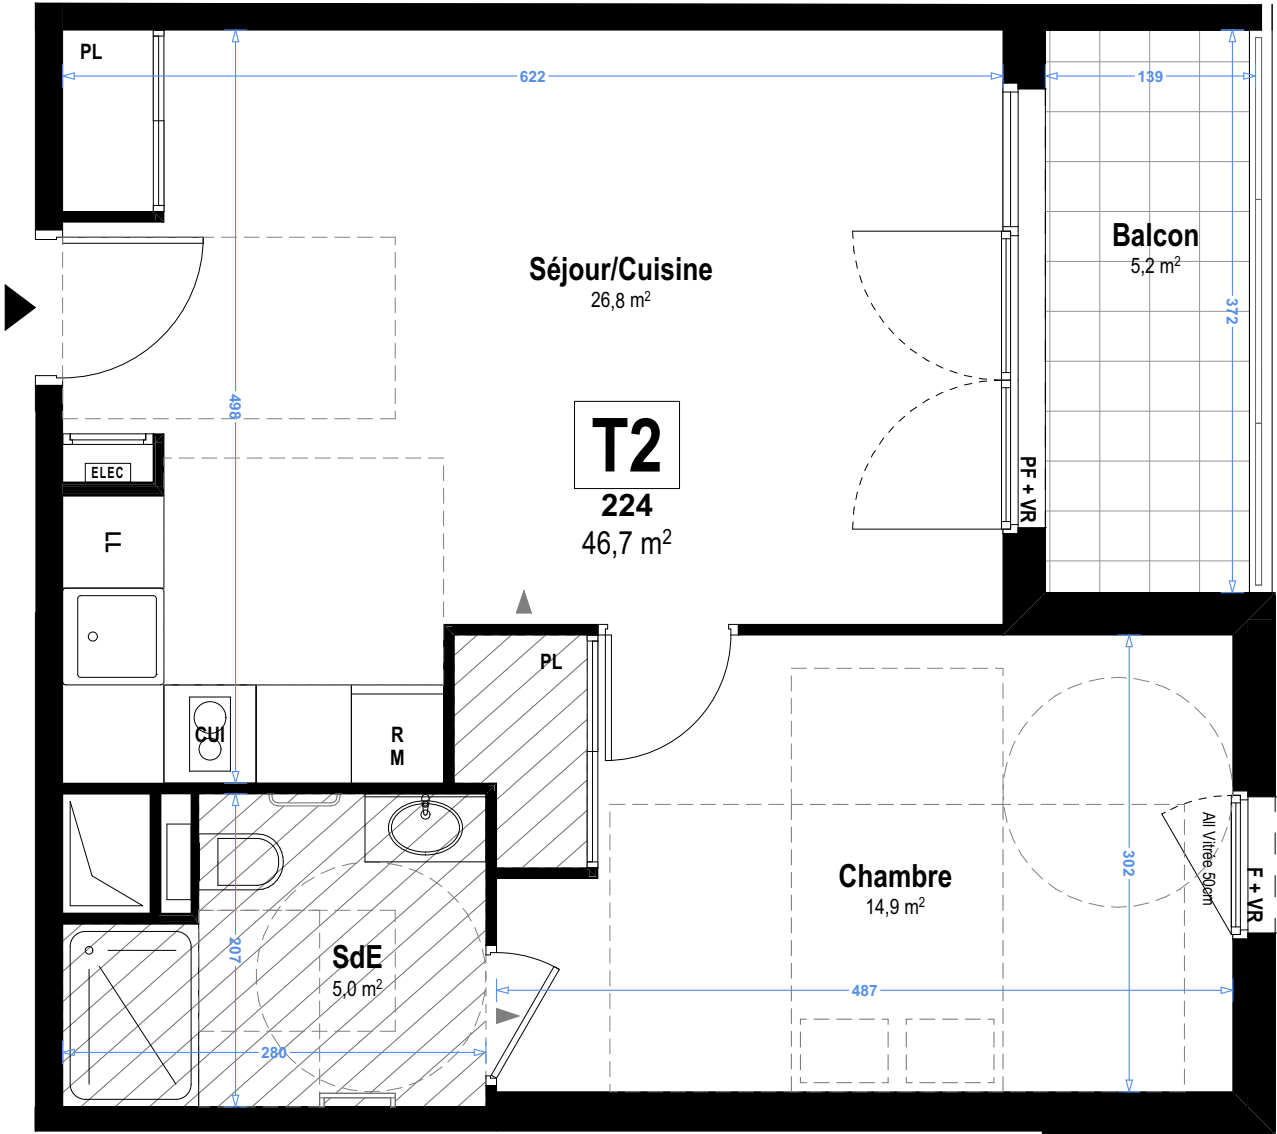 PL
622
139
Balcon
5,2 m²
Séjour/Cuisine
26,8 m²
372
498
T2
224
46,7 m²
ELEC
PF + VR
LL
PL
CUI
R
M
302
All Vitrée 50cm
F + VR
Chambre
14,9 m²
207
SdE
5,0 m²
487
280